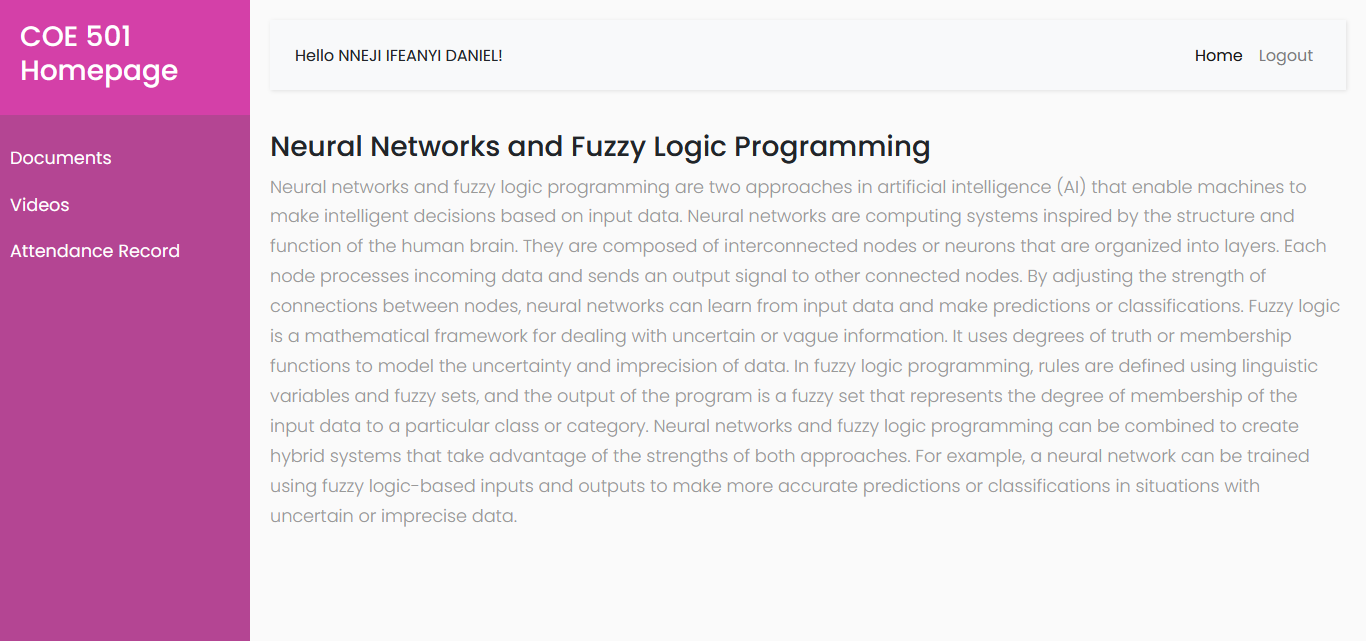 COE 501
Homepage
Documents
Videos
Attendance Record
Hello NNEJI IFEANYI DANIEL!
Home Logout
Neural Networks and Fuzzy Logic Programming
Neural networks and fuzzy logic programming are two approaches in artificial intelligence (AI) that enable machines to
make intelligent decisions based on input data. Neural networks are computing systems inspired by the structure and
function of the human brain. They are composed of interconnected nodes or neurons that are organized into layers. Each
node processes incoming data and sends an output signal to other connected nodes. By adjusting the strength of
connections between nodes, neural networks can learn from input data and make predictions or classifications. Fuzzy logic
is a mathematical framework for dealing with uncertain or vague information. It uses degrees of truth or membership
functions to model the uncertainty and imprecision of data. In fuzzy logic programming, rules are defined using linguistic
variables and fuzzy sets, and the output of the program is a fuzzy set that represents the degree of membership of the
input data to a particular class or category. Neural networks and fuzzy logic programming can be combined to create
hybrid systems that take advantage of the strengths of both approaches. For example, a neural network can be trained
using fuzzy logic-based inputs and outputs to make more accurate predictions or classifications in situations with
uncertain or imprecise data.